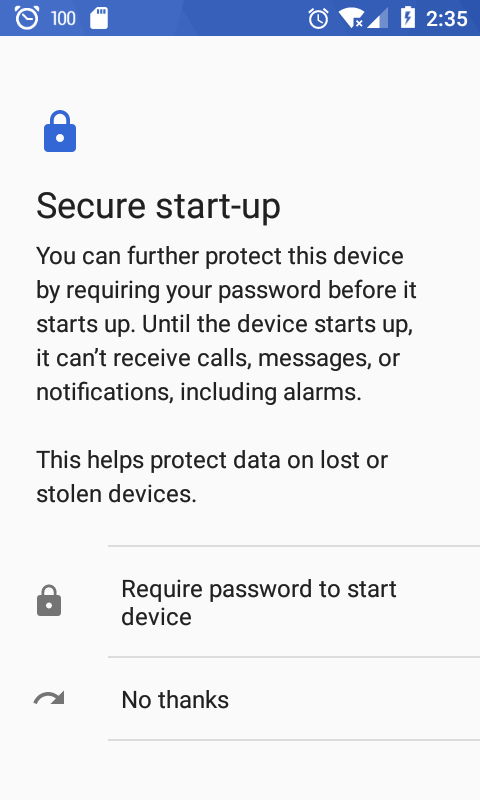 100 2:35
Secure start-up
You can further protect this device
by requiring your password before it
starts up. Until the device starts up,
it can’t receive calls, messages, or
notifications, including alarms.
This helps protect data on lost or
stolen devices.
Require password to start
device
No thanks